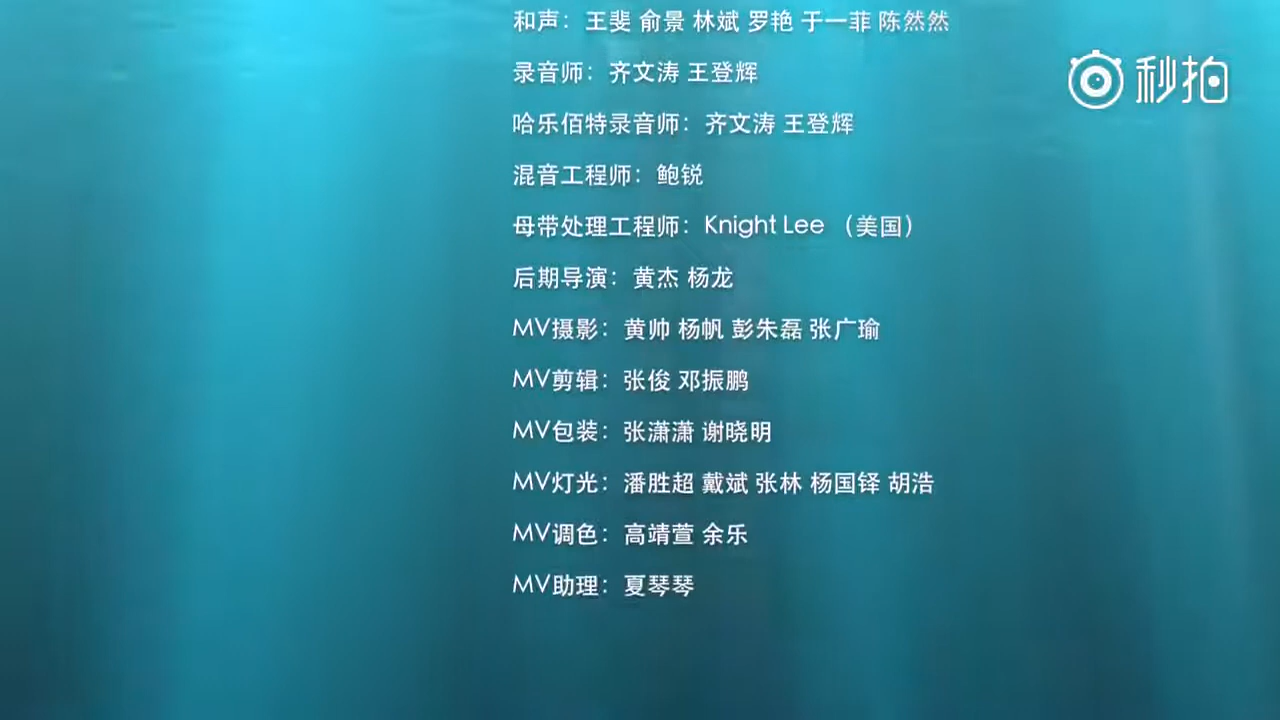 和声：王斐 俞景 林斌 罗艳 于一菲 陈然然
秒拍
录音师：齐文涛 王登辉
哈乐佰特录音师：齐文涛 王登辉
混音工程师：鲍锐
母带处理工程师：Knight Lee （美国）
后期导演：黄杰 杨龙
MV摄影：黄帅 杨帆 彭朱磊 张广瑜
MV剪辑：张俊 邓振鹏
MV包装：张潇潇 谢晓明
MV灯光：潘胜超 戴斌 张林 杨国铎 胡浩
MV调色：高靖萱 余乐
MV助理：夏琴琴